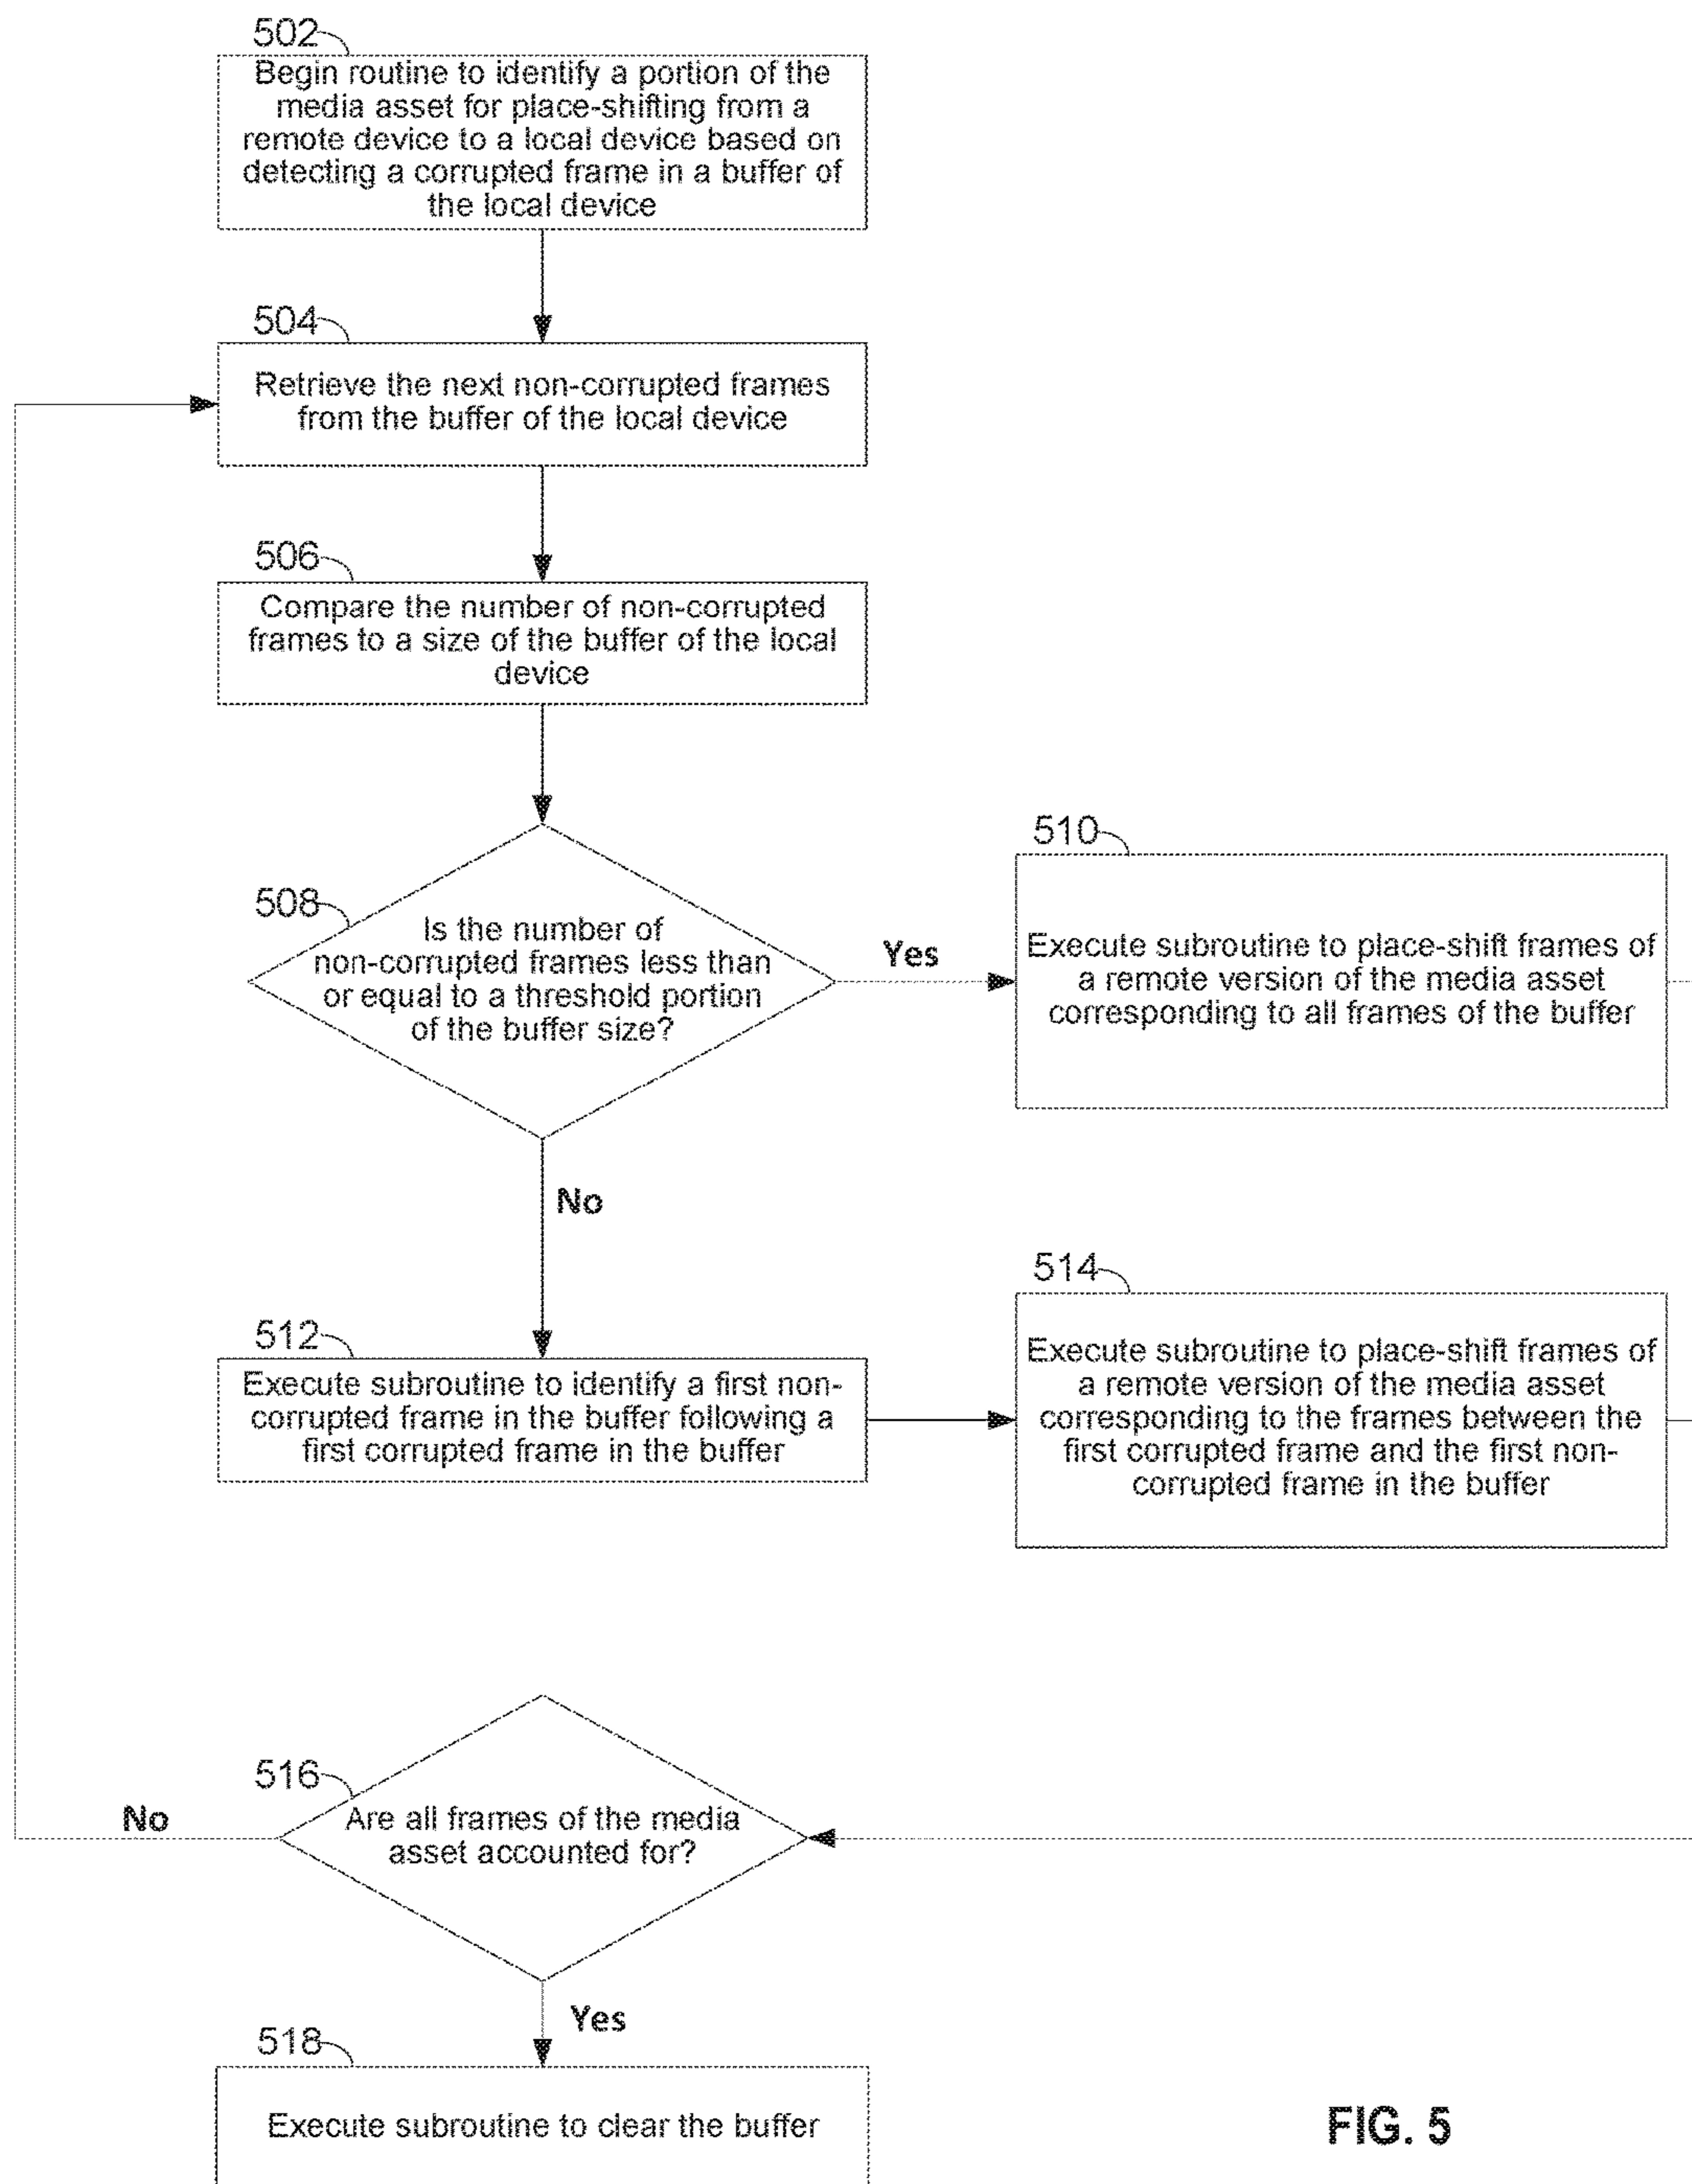 502
Begin routine to identify a portion of the
media asset for place-shifting from a
remote device to a local device based on
detecting a corrupted frame in a buffer of
the local device
504
Retrieve the next non-corrupted frames
from the buffer of the local device
506
Compare the number of non-corrupted
frames to a size of the buffer of the local
device
508
Is the number of
non-corrupted frames less than
or equal to a threshold portion
of the buffer size?
Yes
510
Execute subroutine to place-shift frames of
a remote version of the media asset
corresponding to all frames of the buffer
No
512
Execute subroutine to identify a first non-
corrupted frame in the buffer following a
first corrupted frame in the buffer
514
Execute subroutine to place-shift frames of
a remote version of the media asset
corresponding to the frames between the
first corrupted frame and the first non-
corrupted frame in the buffer
516
Are all frames of the media
asset accounted for?
No
Yes
518
Execute subroutine to clear the buffer
FIG. 5